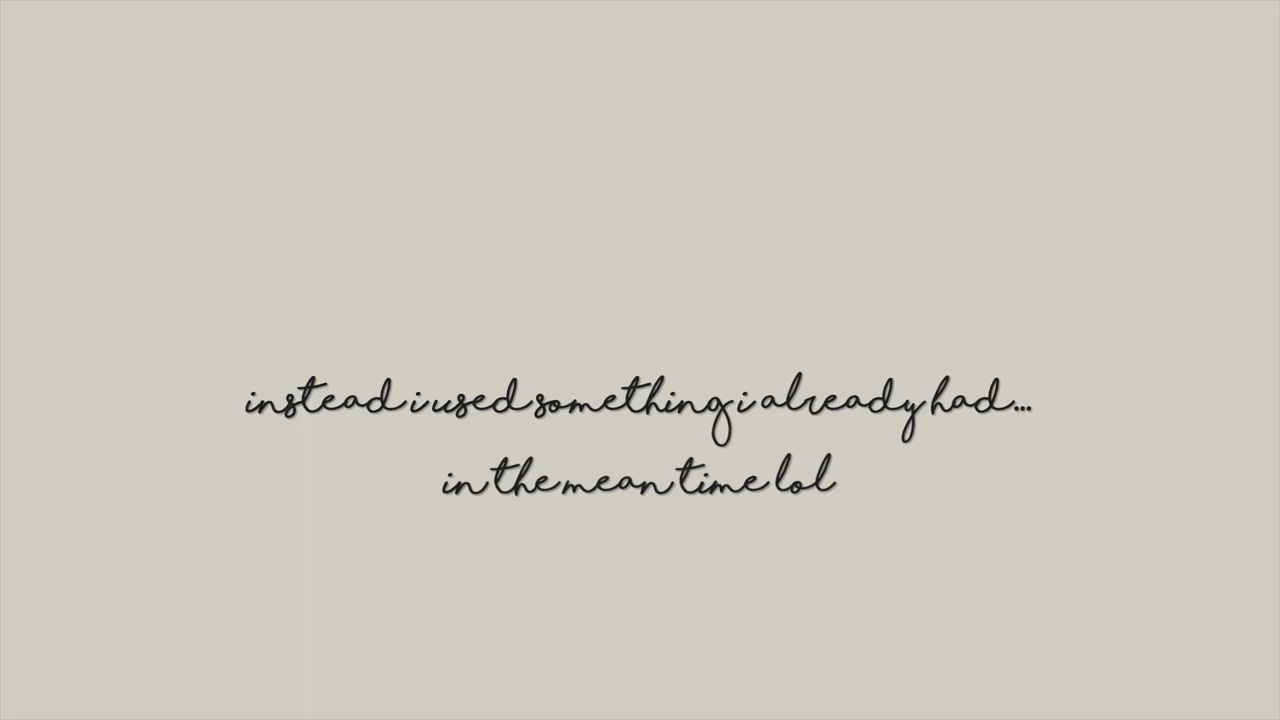 instead i used something i already had...
in the mean time lol